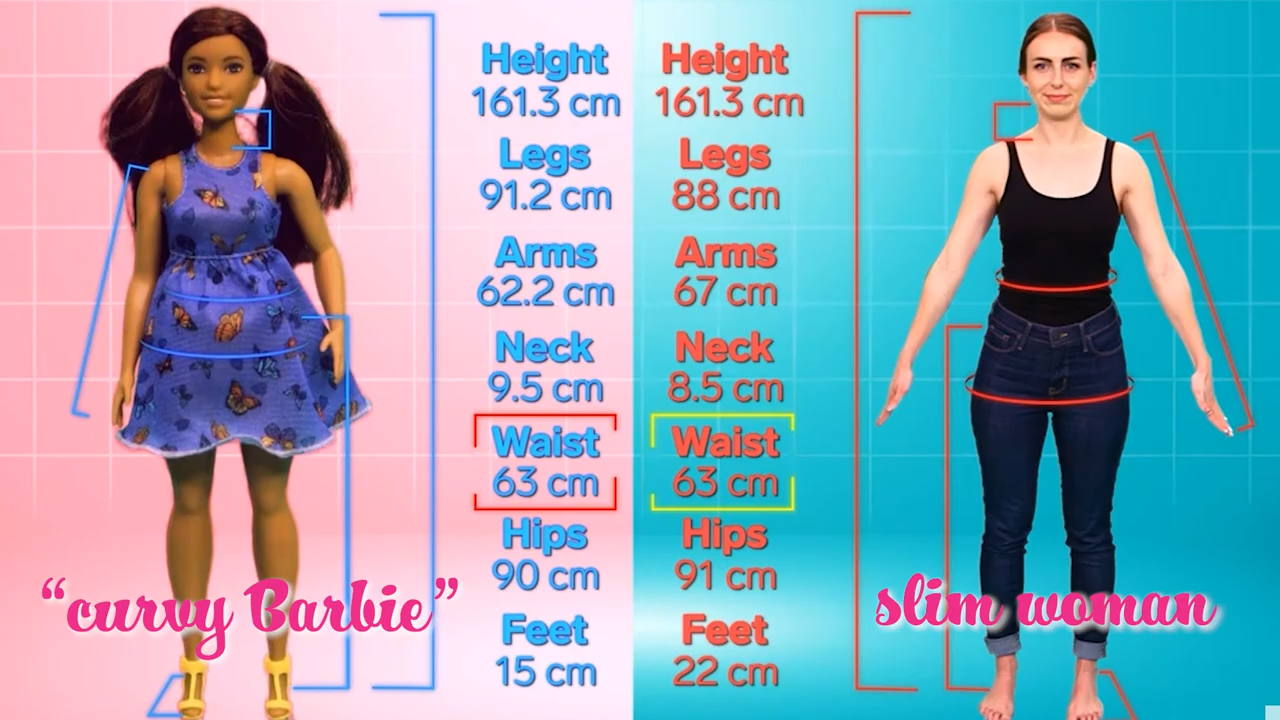 Height
161.3 cm
Legs
91.2 cm
Arms
62.2 cm
Neck
9.5 cm
Waist
63 cm
Hips
90 cm
Feet
15 cm
“curvy Barbie”
Height
161.3 cm
Legs
88 cm
Arms
67 cm
Neck
8.5 cm
Waist
63 cm
Hips
91 cm
Feet
22 cm
slim woman